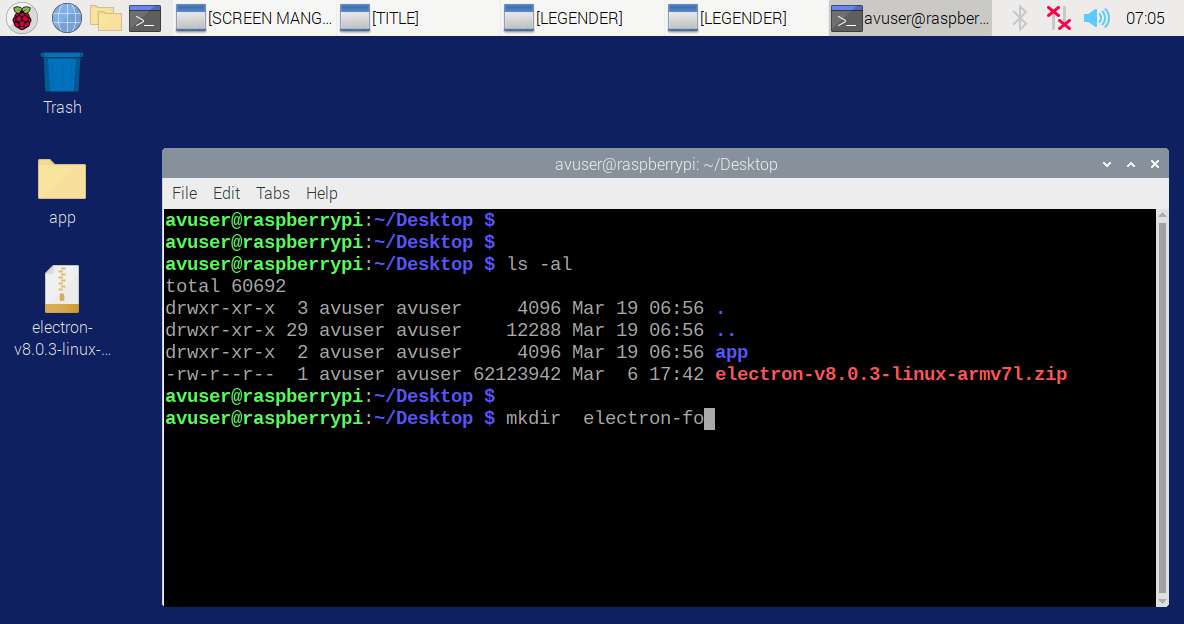 [SCREEN MANG... [TITLE] [LEGENDER] [LEGENDER] avuser@raspber... 07:05
Trash
app
electron-
v8.0.3-linux-...
avuser@raspberrypi: ~/Desktop
File Edit Tabs Help
avuser@raspberrypi:~/Desktop $
avuser@raspberrypi:~/Desktop $
avuser@raspberrypi:~/Desktop $ ls -al
total 60692
drwxr-xr-x  3 avuser avuser     4096 Mar 19 06:56 .
drwxr-xr-x 29 avuser avuser    12288 Mar 19 06:56 ..
drwxr-xr-x  2 avuser avuser     4096 Mar 19 06:56 app
-rw-r--r--  1 avuser avuser 62123942 Mar  6 17:42 electron-v8.0.3-linux-armv7l.zip
avuser@raspberrypi:~/Desktop $
avuser@raspberrypi:~/Desktop $ mkdir  electron-fo